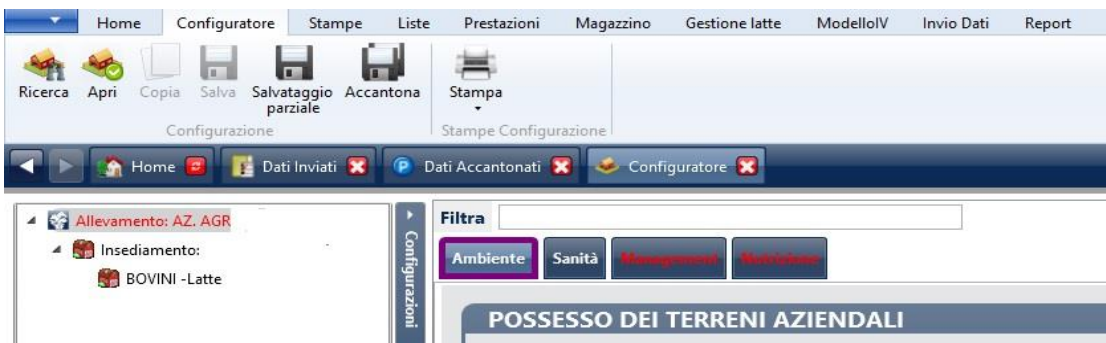 Home Configuratore Stampe Liste Prestazioni Magazzino Gestione latte ModelloIV Invio Dati Report
Ricerca Apri Copia Salva Salvataggio parziale Accantona Stampa
Configurazione Stampe Configurazione
Home Dati Inviati P Dati Accantonati Configuratore
Allevamento: AZ. AGR
Insediamento:
BOVINI -Latte
Configurazioni
Filtra
Ambiente Sanità Management Nutrizione
POSSESSO DEI TERRENI AZIENDALI